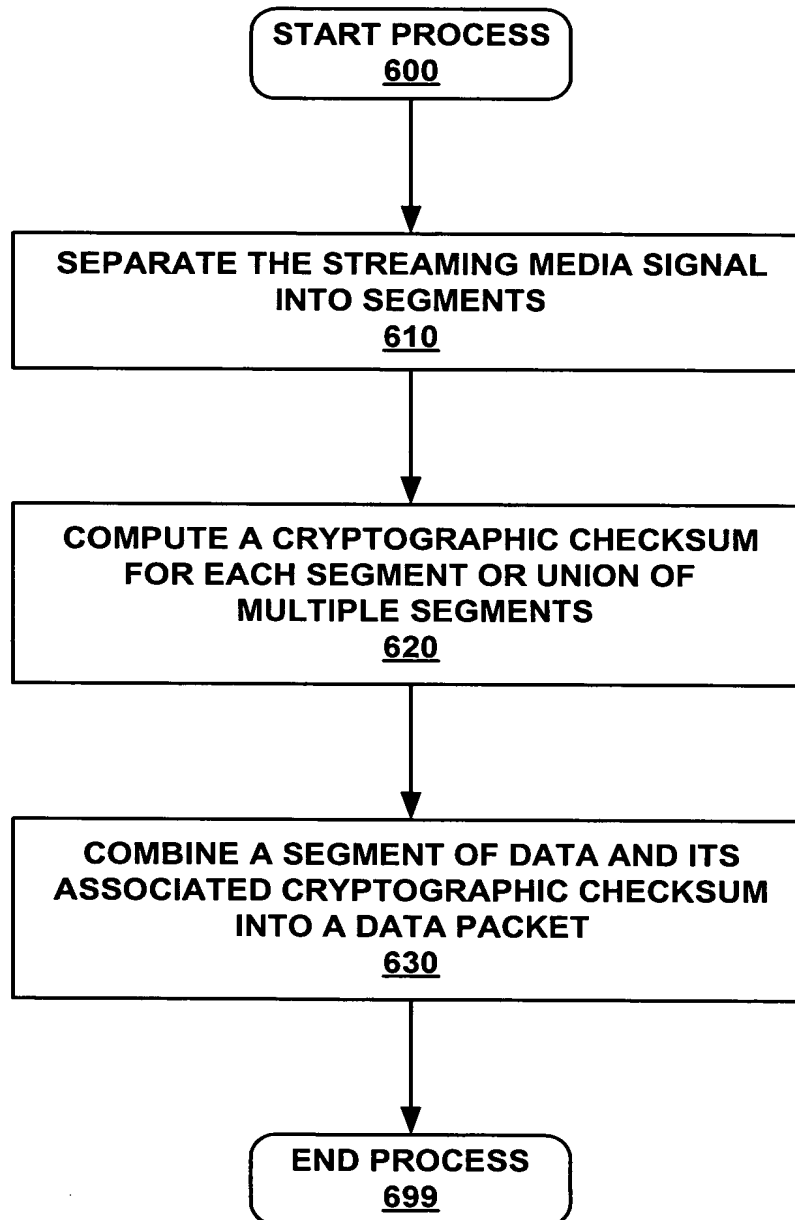 START PROCESS
600
SEPARATE THE STREAMING MEDIA SIGNAL
INTO SEGMENTS
610
COMPUTE A CRYPTOGRAPHIC CHECKSUM
FOR EACH SEGMENT OR UNION OF
MULTIPLE SEGMENTS
620
COMBINE A SEGMENT OF DATA AND ITS
ASSOCIATED CRYPTOGRAPHIC CHECKSUM
INTO A DATA PACKET
630
END PROCESS
699